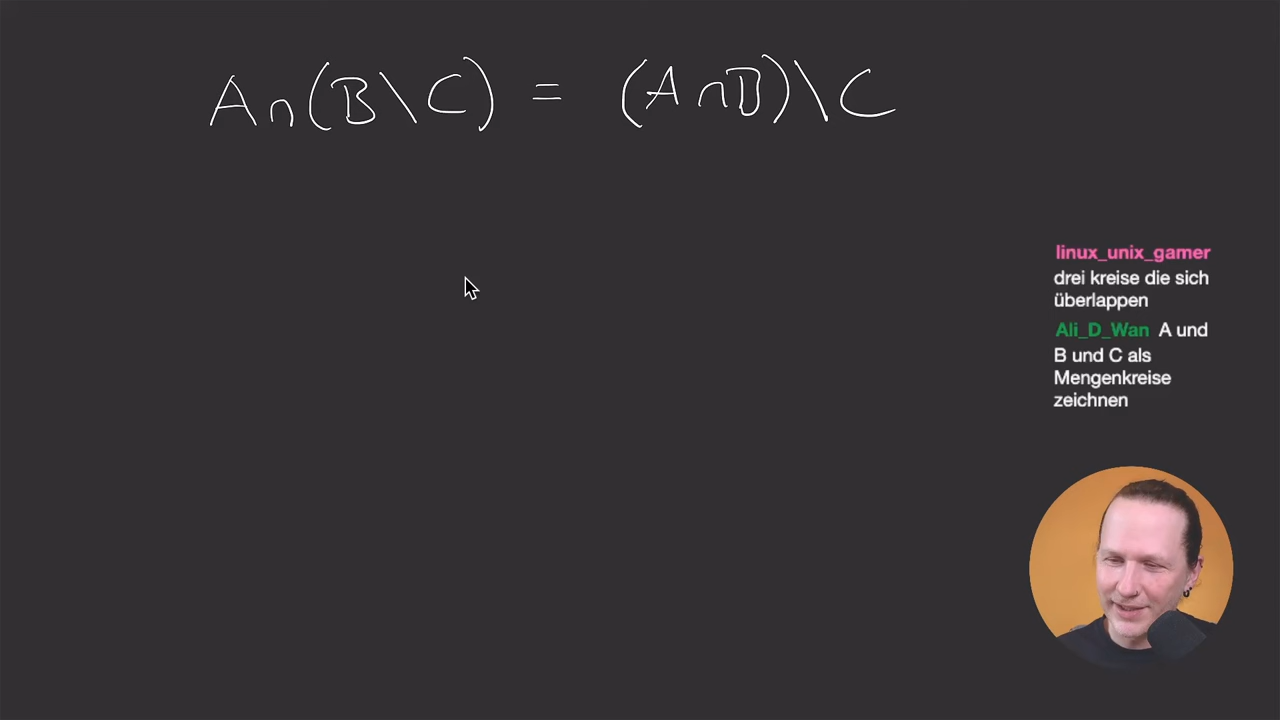 A∩(B\C) = (A∩B)\C
linux_unix_gamer
drei kreise die sich
überlappen
Ali_D_Wan A und
B und C als
Mengenkreise
zeichnen